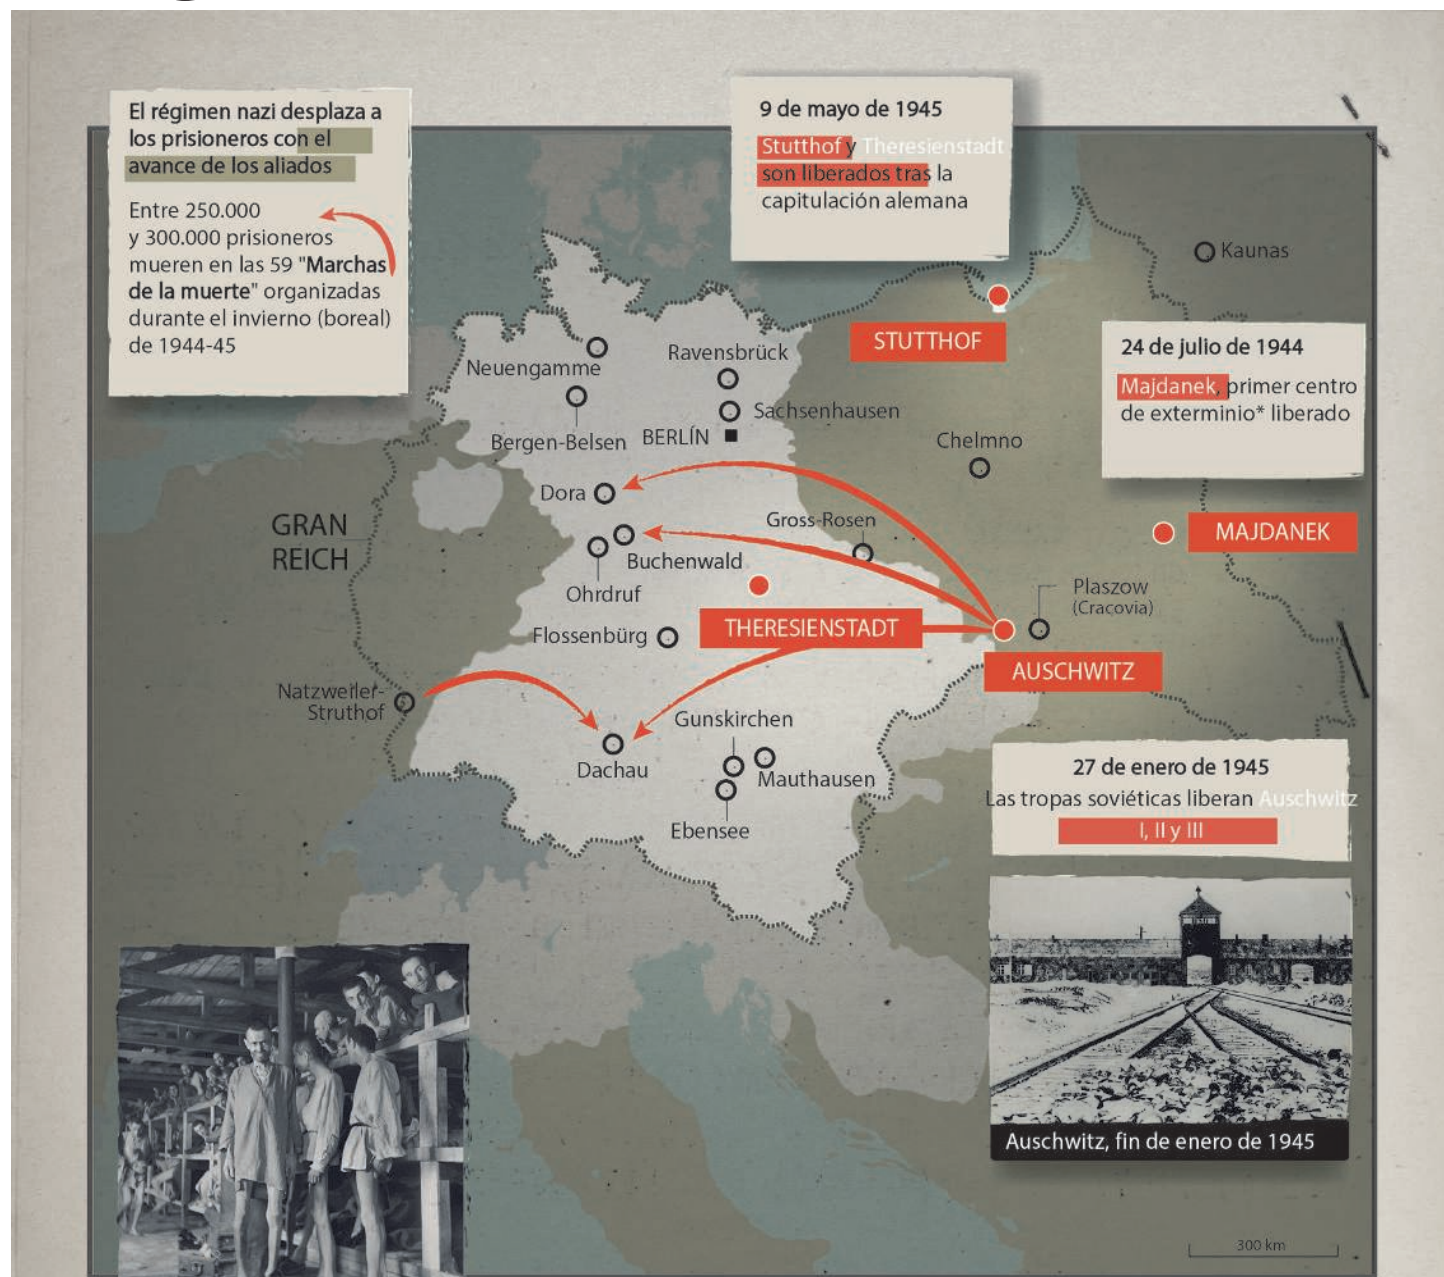 El régimen nazi desplaza a
los prisioneros con el
avance de los aliados
Entre 250.000
y 300.000 prisioneros
mueren en las 59 "Marchas
de la muerte" organizadas
durante el invierno (boreal)
de 1944-45
9 de mayo de 1945
Stutthof y Theresienstadt
son liberados tras la
capitulación alemana
Kaunas
STUTTHOF
24 de julio de 1944
Majdanek, primer centro
de exterminio* liberado
Neuengamme
Ravensbrück
Sachsenhausen
Bergen-Belsen
BERLÍN
Chelmno
Dora
GRAN
REICH
Gross-Rosen
MAJDANEK
Buchenwald
Ohrdruf
Plaszow
(Cracovia)
THERESIENSTADT
Flossenbürg
AUSCHWITZ
Natzweiler-
Struthof
Gunskirchen
Dachau
Mauthausen
Ebensee
27 de enero de 1945
Las tropas soviéticas liberan Auschwitz
I, II y III
Auschwitz, fin de enero de 1945
300 km